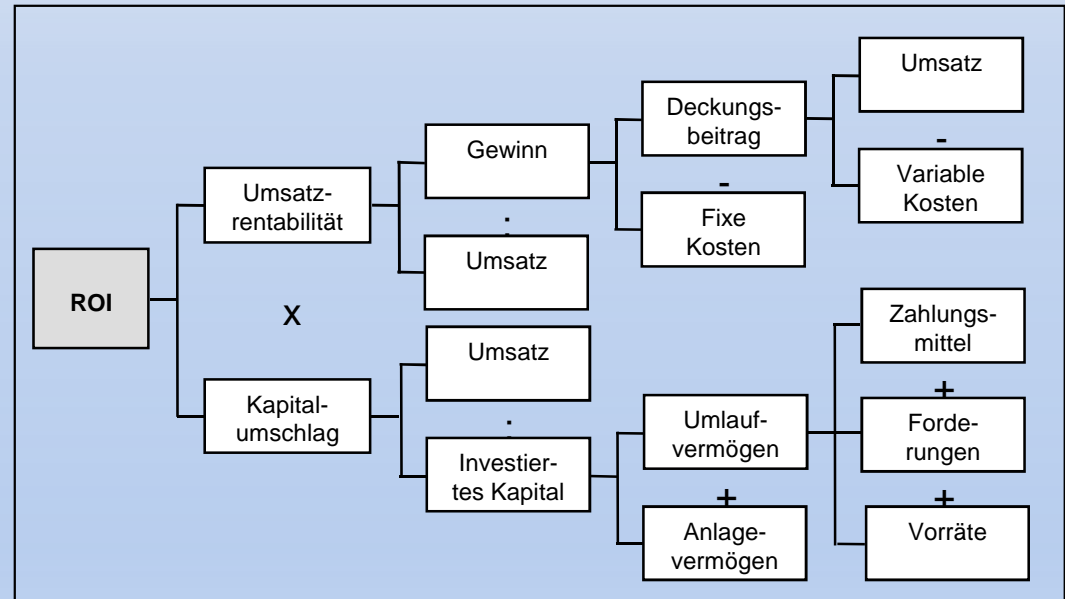 Umsatz
Deckungs-
beitrag
-
Gewinn
Variable
Kosten
Umsatz-
rentabilität
-
:
Fixe
Kosten
Umsatz
ROI
x
Zahlungs-
mittel
Umsatz
+
Kapital-
umschlag
:
Umlauf-
vermögen
Forde-
rungen
Investier-
tes Kapital
+
+
Anlage-
vermögen
Vorräte